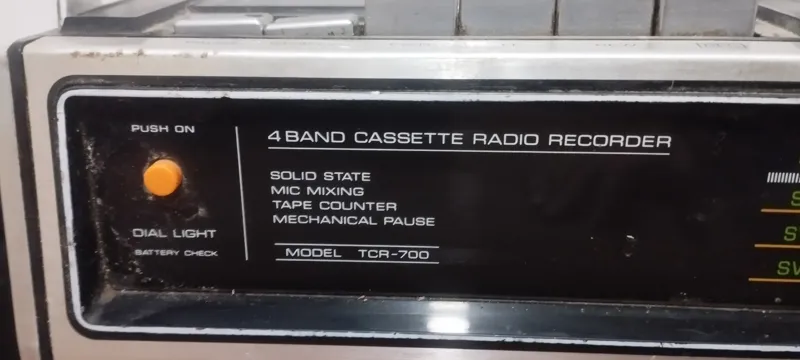 PUSH ON
DIAL LIGHT
BATTERY CHECK
4 BAND CASSETTE RADIO RECORDER
SOLID STATE
MIC MIXING
TAPE COUNTER
MECHANICAL PAUSE
MODEL TCR-700